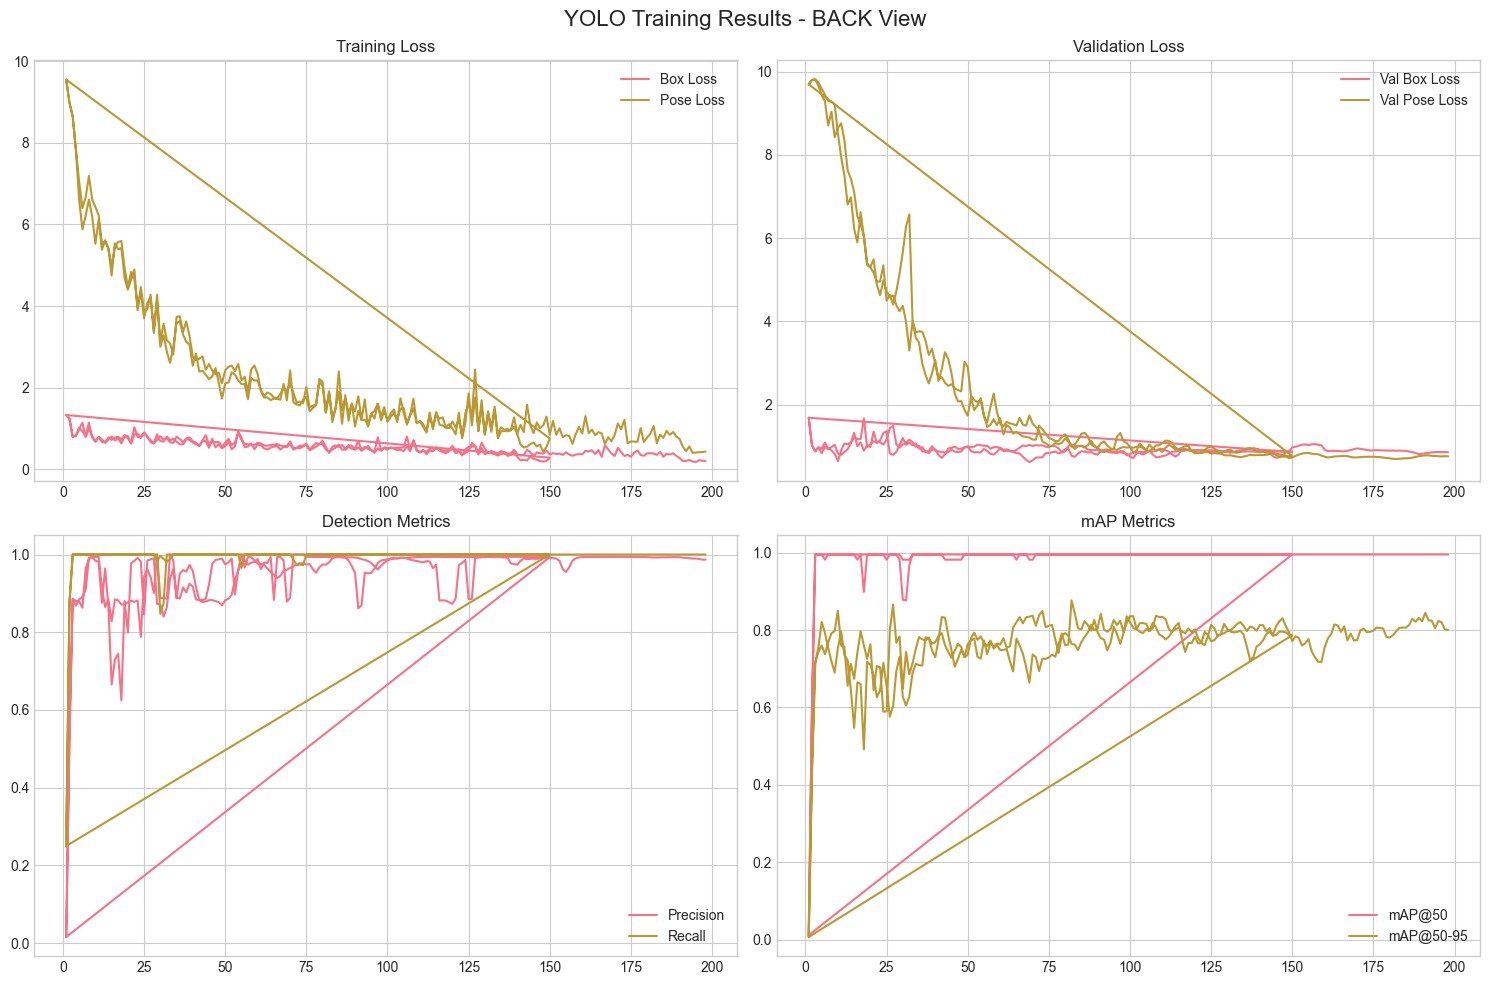 YOLO Training Results - BACK View
Training Loss
Box Loss
Pose Loss
10
8
6
4
2
0
0 25 50 75 100 125 150 175 200
Validation Loss
Val Box Loss
Val Pose Loss
10
8
6
4
2
0 25 50 75 100 125 150 175 200
Detection Metrics
1.0
0.8
0.6
0.4
0.2
0.0
Precision
Recall
0 25 50 75 100 125 150 175 200
mAP Metrics
1.0
0.8
0.6
0.4
0.2
0.0
mAP@50
mAP@50-95
0 25 50 75 100 125 150 175 200